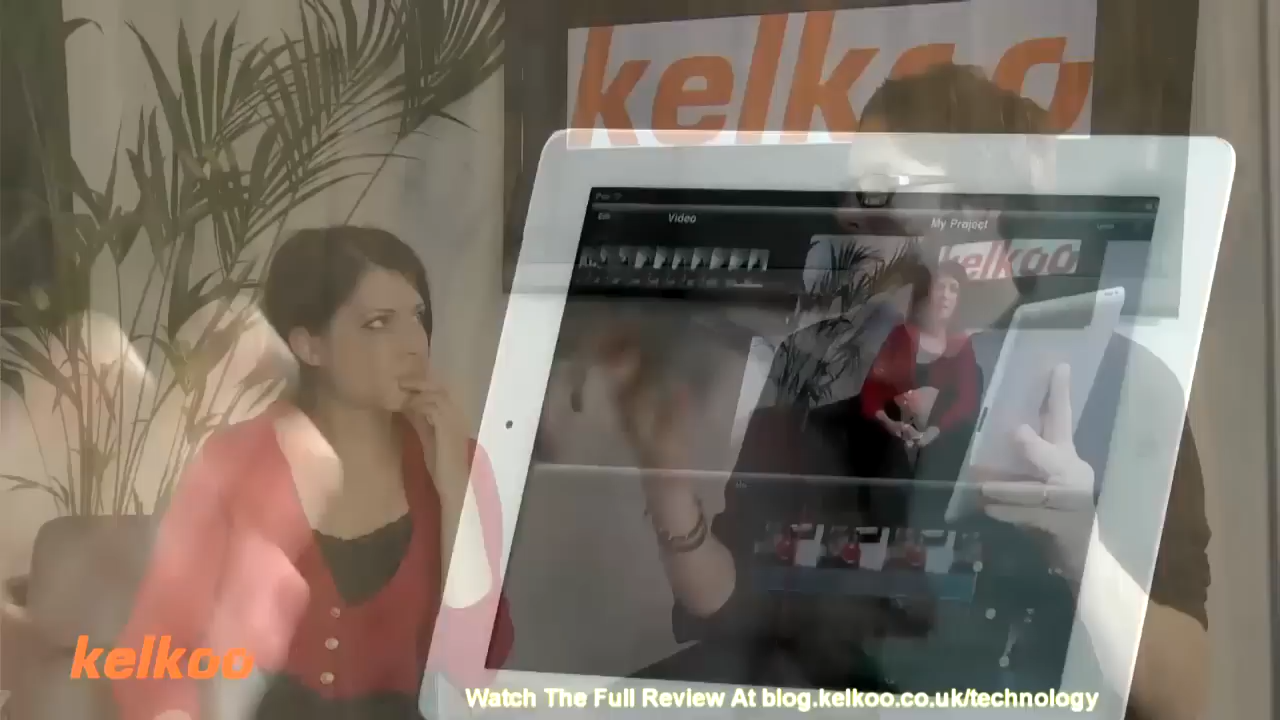 kelkoo
Video
My Project
kelkoo
kelkoo
Watch The Full Review At blog.kelkoo.co.uk/technology